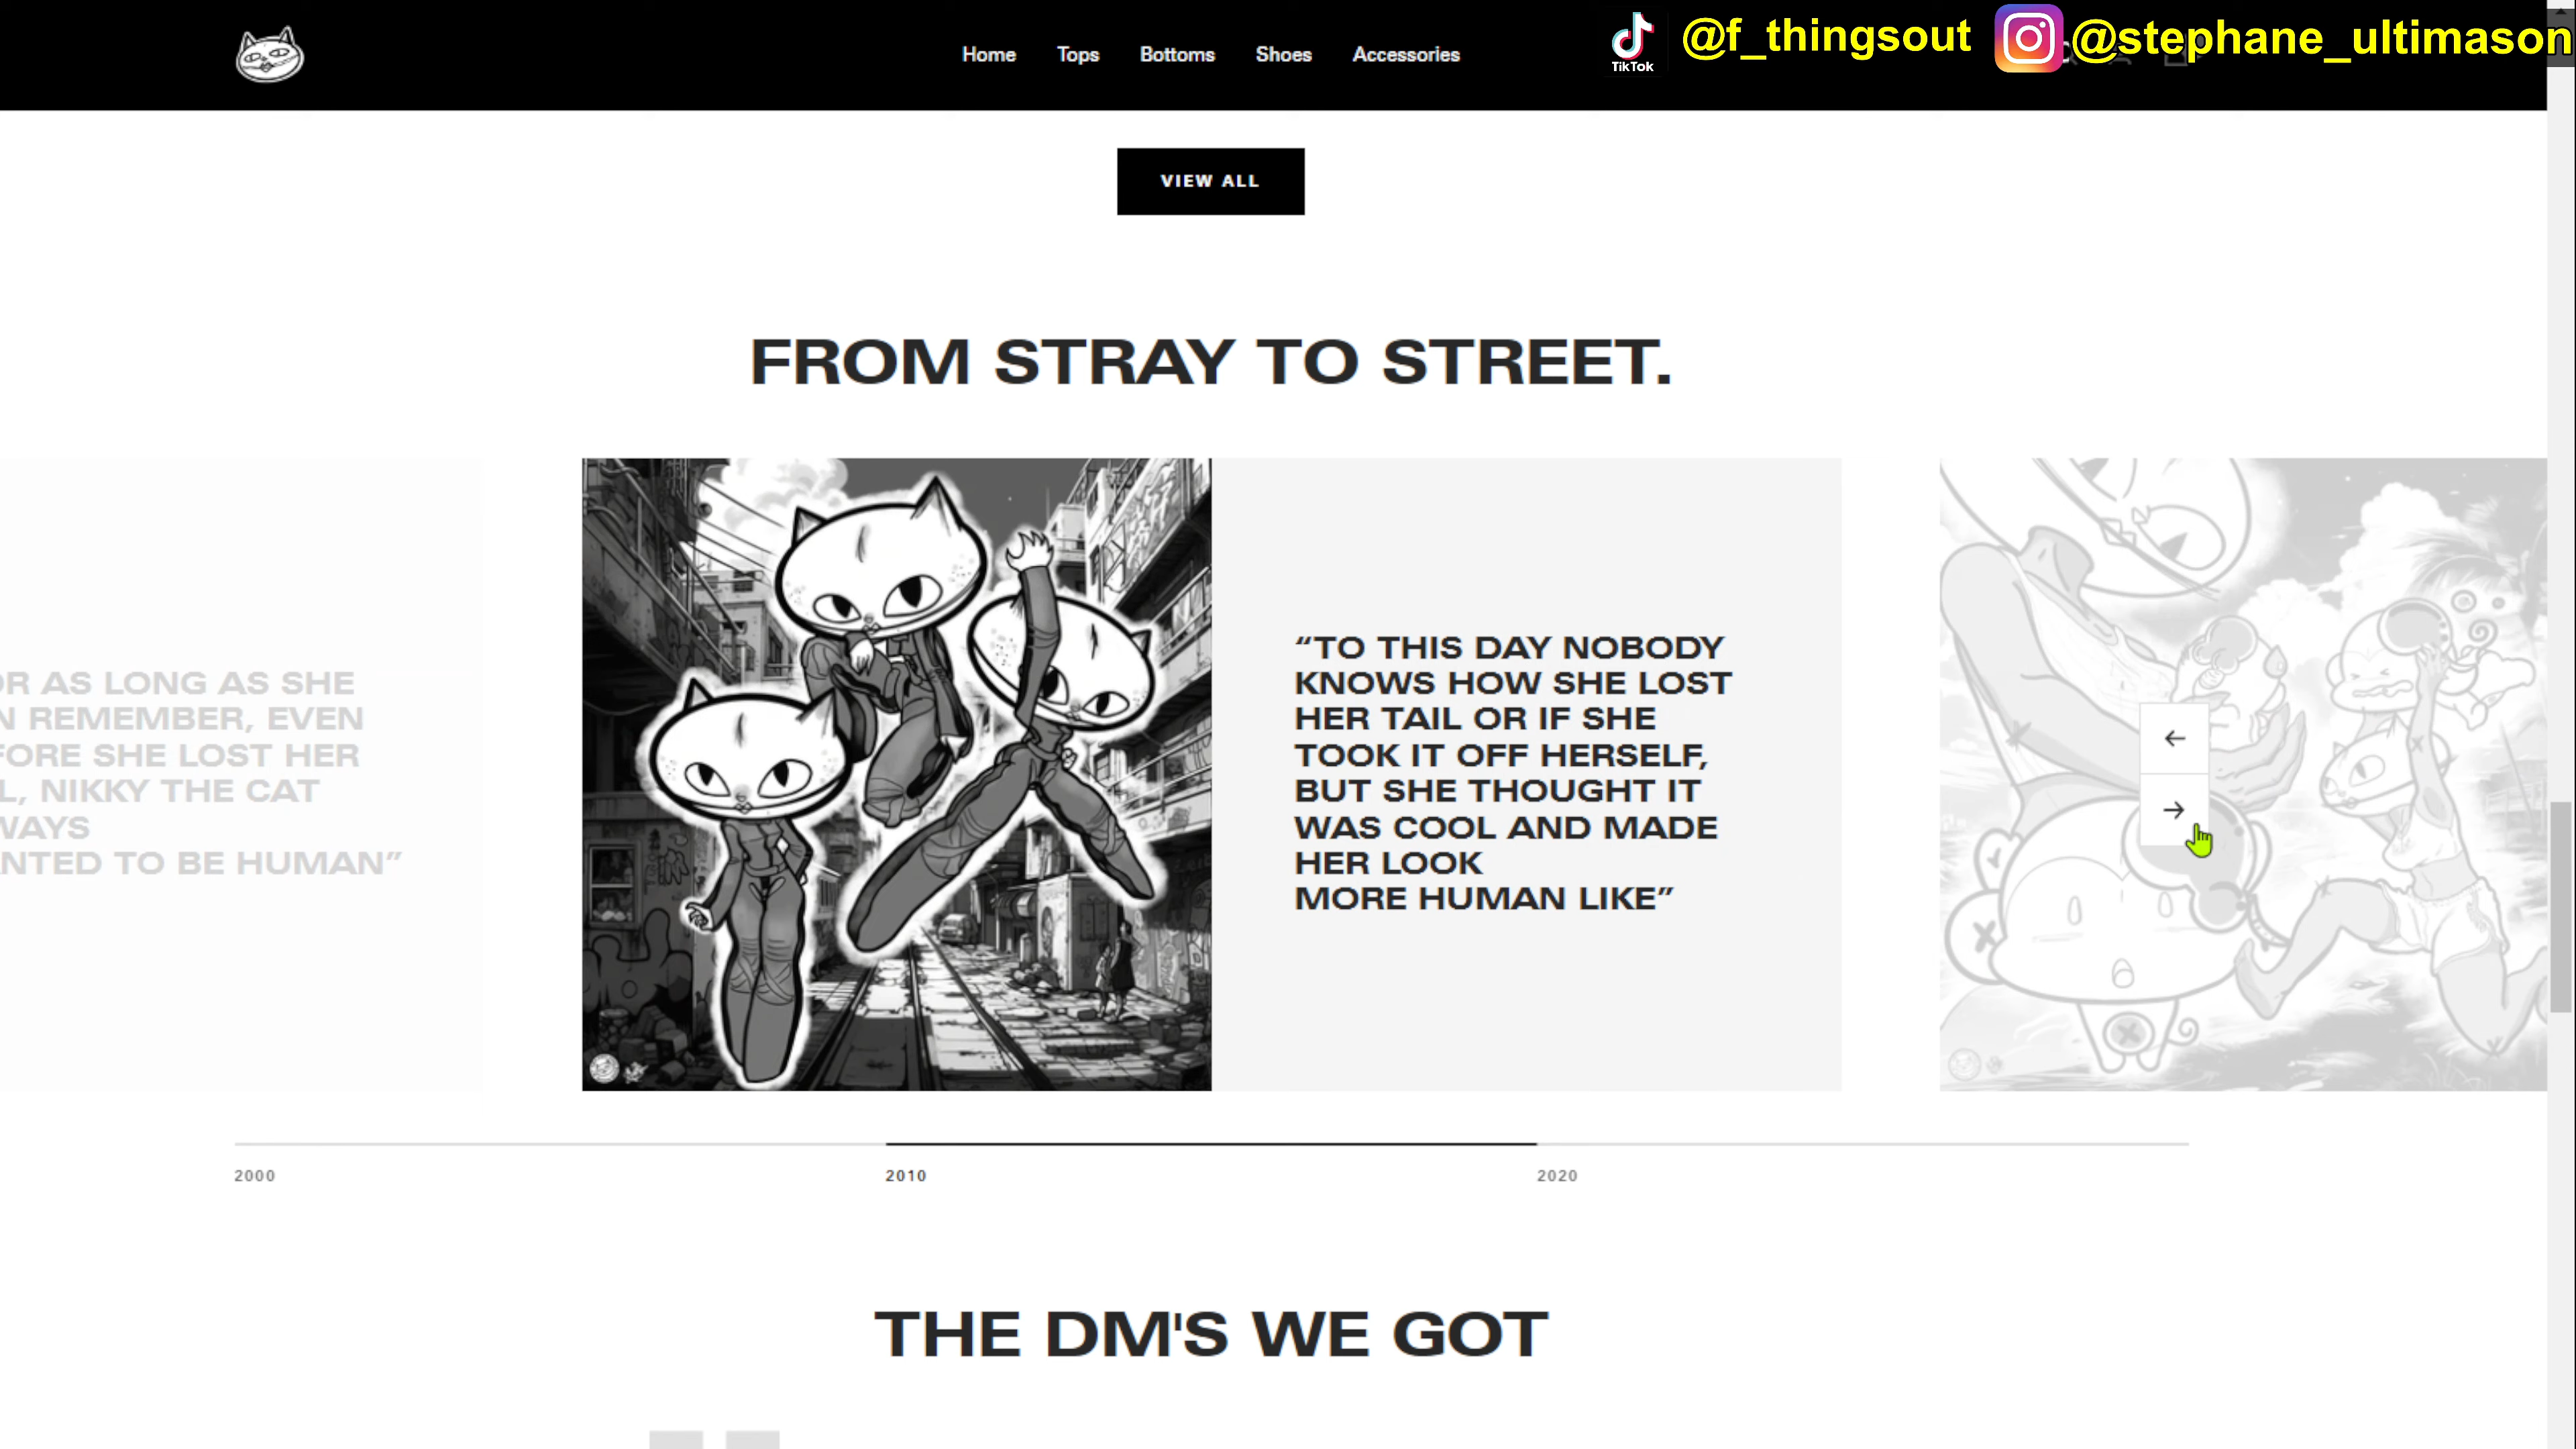 Home Tops Bottoms Shoes Accessories
TikTok
@f_thingsout
@stephane_ultimason
VIEW ALL
FROM STRAY TO STREET.
OR AS LONG AS SHE
N REMEMBER, EVEN
FORE SHE LOST HER
L, NIKKY THE CAT
WAYS
NTED TO BE HUMAN”
“TO THIS DAY NOBODY
KNOWS HOW SHE LOST
HER TAIL OR IF SHE
TOOK IT OFF HERSELF,
BUT SHE THOUGHT IT
WAS COOL AND MADE
HER LOOK
MORE HUMAN LIKE”
2000
2010
2020
THE DM'S WE GOT